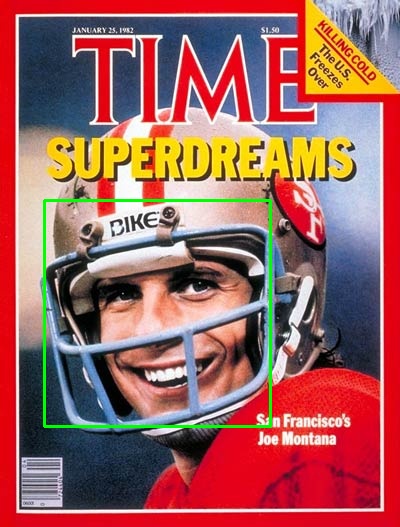 JANUARY 25, 1982
$1.50
TIME
KILLING COLD
The U.S.
Freezes
Over
SUPERDREAMS
BIKE
San Francisco's
Joe Montana